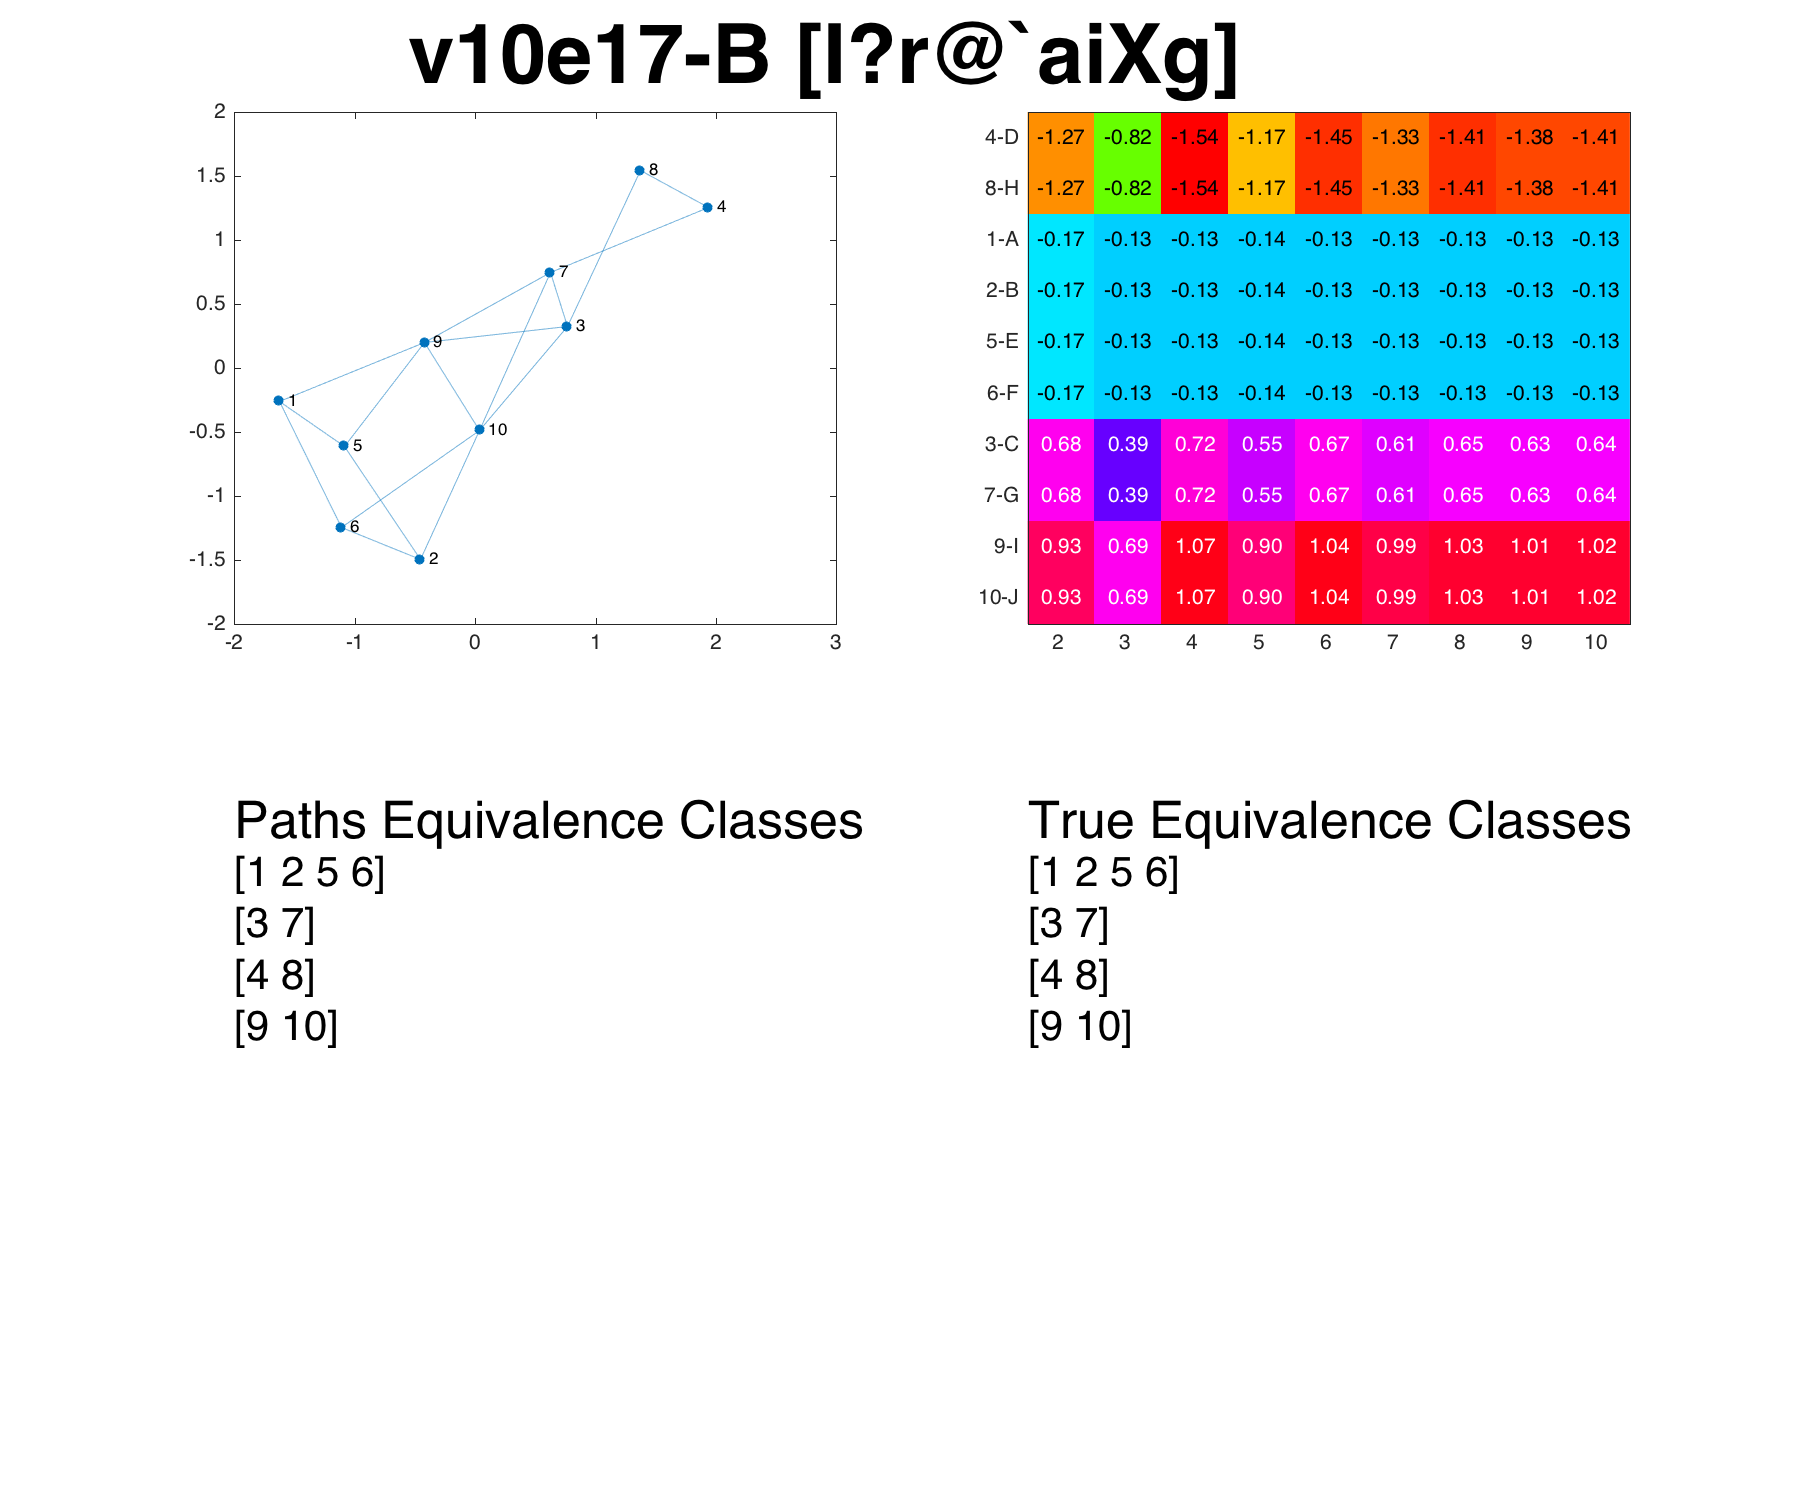 v10e17-B [I?r@`aiXg]
2
1.5
1
0.5
0
-0.5
-1
-1.5
-2
-2 -1 0 1 2 3
8
4
7
3
9
1
10
5
6
2
4-D -1.27 -0.82 -1.54 -1.17 -1.45 -1.33 -1.41 -1.38 -1.41
8-H -1.27 -0.82 -1.54 -1.17 -1.45 -1.33 -1.41 -1.38 -1.41
1-A -0.17 -0.13 -0.13 -0.14 -0.13 -0.13 -0.13 -0.13 -0.13
2-B -0.17 -0.13 -0.13 -0.14 -0.13 -0.13 -0.13 -0.13 -0.13
5-E -0.17 -0.13 -0.13 -0.14 -0.13 -0.13 -0.13 -0.13 -0.13
6-F -0.17 -0.13 -0.13 -0.14 -0.13 -0.13 -0.13 -0.13 -0.13
3-C 0.68 0.39 0.72 0.55 0.67 0.61 0.65 0.63 0.64
7-G 0.68 0.39 0.72 0.55 0.67 0.61 0.65 0.63 0.64
9-I 0.93 0.69 1.07 0.90 1.04 0.99 1.03 1.01 1.02
10-J 0.93 0.69 1.07 0.90 1.04 0.99 1.03 1.01 1.02
2 3 4 5 6 7 8 9 10
Paths Equivalence Classes
[1 2 5 6]
[3 7]
[4 8]
[9 10]
True Equivalence Classes
[1 2 5 6]
[3 7]
[4 8]
[9 10]